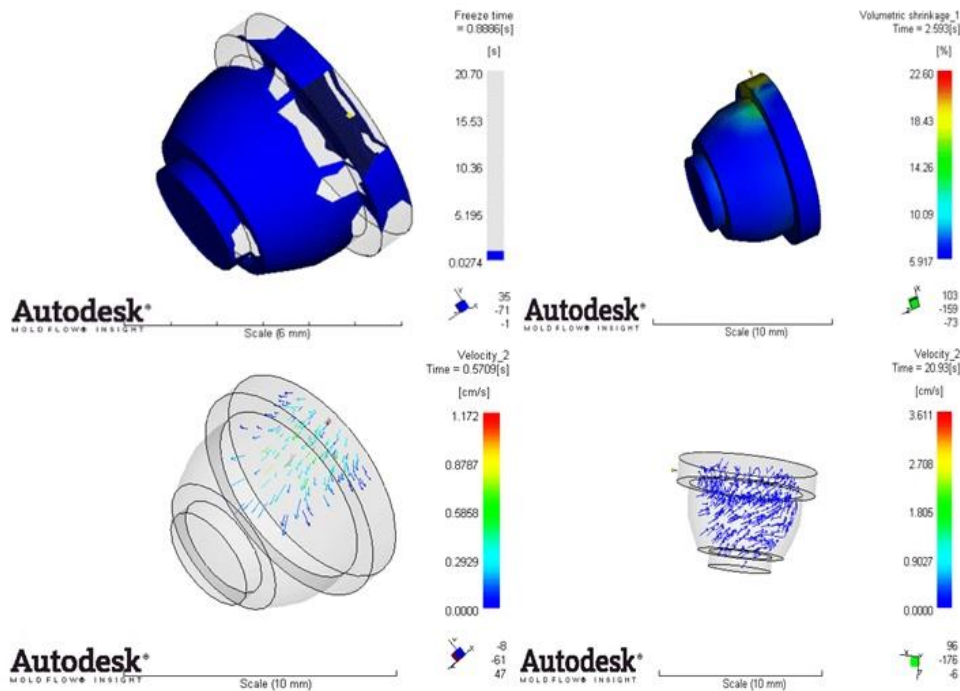 Freeze time
= 0.8886[s]
[s]
20.70
15.53
10.36
5.195
0.0274
35
-71
-1
Autodesk®
MOLDFLOW® INSIGHT
Scale (6 mm)
Volumetric shrinkage_1
Time = 2.593[s]
[%]
22.60
18.43
14.26
10.09
5.917
103
-159
-73
Autodesk®
MOLDFLOW® INSIGHT
Scale (10 mm)
Velocity_2
Time = 0.5709[s]
[cm/s]
1.172
0.8787
0.5858
0.2929
0.0000
-8
-61
47
Autodesk®
MOLDFLOW® INSIGHT
Scale (10 mm)
Velocity_2
Time = 20.93[s]
[cm/s]
3.611
2.708
1.805
0.9027
0.0000
96
-176
-6
Autodesk®
MOLDFLOW® INSIGHT
Scale (10 mm)